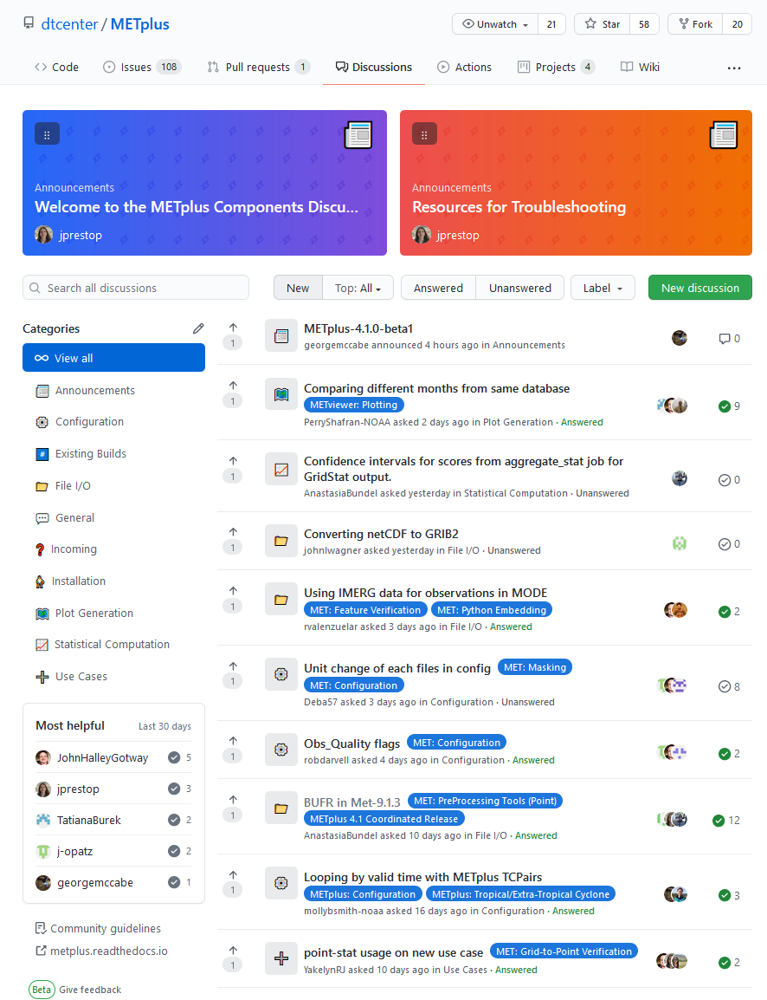 dtcenter / METplus
Unwatch 21 Star 58 Fork 20
Code Issues 108 Pull requests 1 Discussions Actions Projects 4 Wiki ...
Announcements
Welcome to the METplus Components Discu...
jprestop
Announcements
Resources for Troubleshooting
jprestop
Search all discussions
New Top: All Answered Unanswered Label New discussion
Categories
View all
Announcements
Configuration
Existing Builds
File I/O
General
Incoming
Installation
Plot Generation
Statistical Computation
Use Cases
Most helpful Last 30 days
JohnHalleyGotway 5
jprestop 3
TatianaBurek 2
j-opatz 2
georgemccabe 1
Community guidelines
metplus.readthedocs.io
Beta Give feedback
1
METplus-4.1.0-beta1
georgemccabe announced 4 hours ago in Announcements
0
1
Comparing different months from same database
METviewer: Plotting
PerryShafran-NOAA asked 2 days ago in Plot Generation · Answered
9
1
Confidence intervals for scores from aggregate_stat job for
GridStat output.
AnastasiaBundel asked yesterday in Statistical Computation · Unanswered
0
1
Converting netCDF to GRIB2
johnlwagner asked yesterday in File I/O · Unanswered
0
1
Using IMERG data for observations in MODE
MET: Feature Verification MET: Python Embedding
rvalenzuelar asked 3 days ago in File I/O · Answered
2
1
Unit change of each files in config MET: Masking
MET: Configuration
Deba57 asked 3 days ago in Configuration · Unanswered
8
1
Obs_Quality flags MET: Configuration
robdarvell asked 4 days ago in Configuration · Answered
2
1
BUFR in Met-9.1.3 MET: PreProcessing Tools (Point)
METplus 4.1 Coordinated Release
AnastasiaBundel asked 10 days ago in File I/O · Answered
12
1
Looping by valid time with METplus TCPairs
METplus: Configuration METplus: Tropical/Extra-Tropical Cyclone
mollybsmith-noaa asked 16 days ago in Configuration · Answered
3
1
point-stat usage on new use case MET: Grid-to-Point Verification
YakelynRJ asked 10 days ago in Use Cases · Answered
2